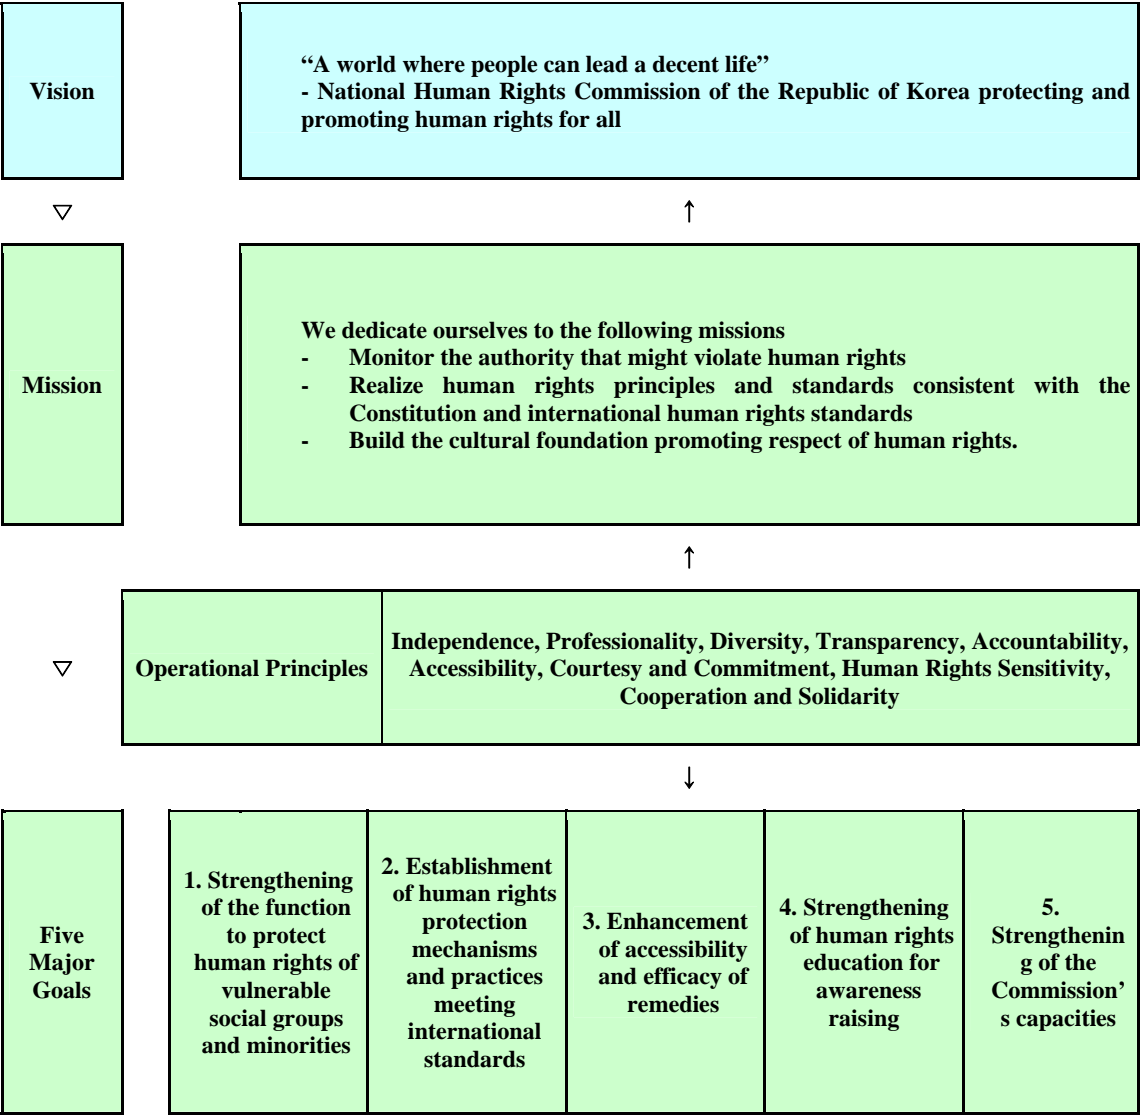 Vision
“A world where people can lead a decent life”
- National Human Rights Commission of the Republic of Korea protecting and
promoting human rights for all
▽
↑
Mission
We dedicate ourselves to the following missions
- Monitor the authority that might violate human rights
- Realize human rights principles and standards consistent with the
Constitution and international human rights standards
- Build the cultural foundation promoting respect of human rights.
↑
▽
Operational Principles
Independence, Professionality, Diversity, Transparency, Accountability,
Accessibility, Courtesy and Commitment, Human Rights Sensitivity,
Cooperation and Solidarity
↓
Five
Major
Goals
1. Strengthening
of the function
to protect
human rights of
vulnerable
social groups
and minorities
2. Establishment
of human rights
protection
mechanisms
and practices
meeting
international
standards
3. Enhancement
of accessibility
and efficacy of
remedies
4. Strengthening
of human rights
education for
awareness
raising
5.
Strengthenin
g of the
Commission’
s capacities